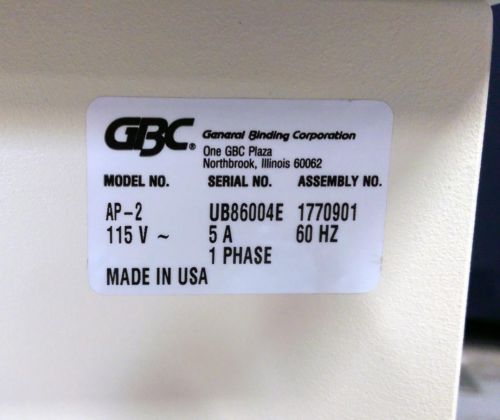 GBC® General Binding Corporation
One GBC Plaza
Northbrook, Illinois 60062
MODEL NO. SERIAL NO. ASSEMBLY NO.
AP-2 UB86004E 1770901
115 V ~ 5 A 60 HZ
1 PHASE
MADE IN USA